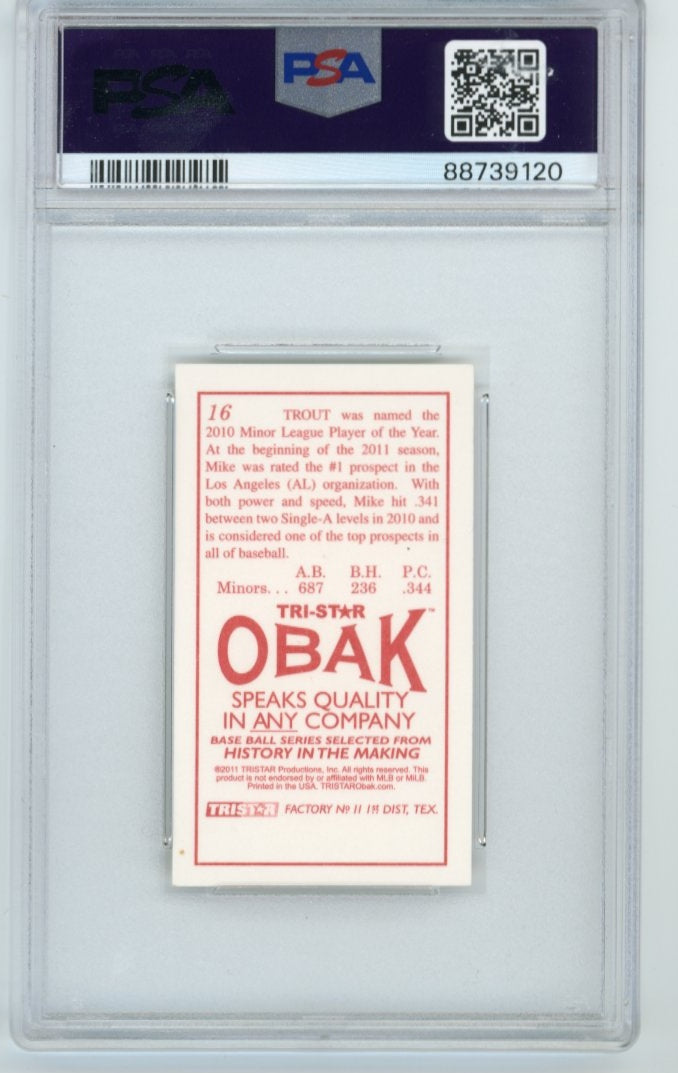 PSA
PSA
88739120
16 TROUT was named the
2010 Minor League Player of the Year.
At the beginning of the 2011 season,
Mike was rated the #1 prospect in the
Los Angeles (AL) organization. With
both power and speed, Mike hit .341
between two Single-A levels in 2010 and
is considered one of the top prospects in
all of baseball.
A.B. B.H. P.C.
Minors. . . 687 236 .344
TRI-ST★R
OBAK™
SPEAKS QUALITY
IN ANY COMPANY
BASE BALL SERIES SELECTED FROM
HISTORY IN THE MAKING
©2011 TRISTAR Productions, Inc. All rights reserved. This
product is not endorsed by or affiliated with MLB or MiLB.
Printed in the USA. TRISTARObak.com.
TRIST★R FACTORY Nº 11 1st DIST, TEX.